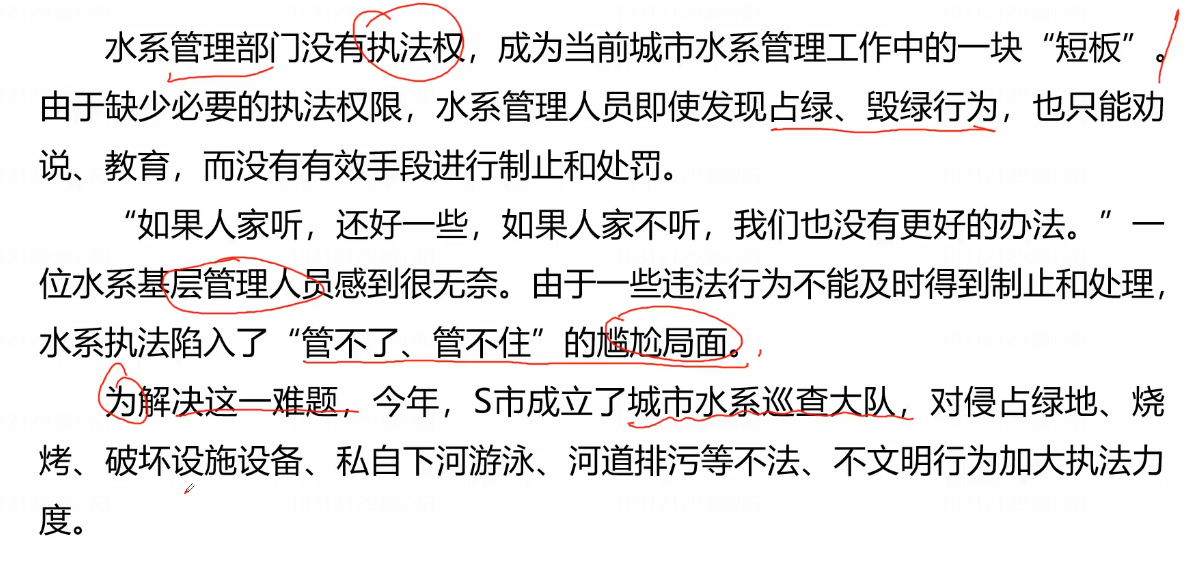 水系管理部门没有执法权，成为当前城市水系管理工作中的一块“短板”。
由于缺少必要的执法权限，水系管理人员即使发现占绿、毁绿行为，也只能劝
说、教育，而没有有效手段进行制止和处罚。
“如果人家听，还好一些，如果人家不听，我们也没有更好的办法。”一
位水系基层管理人员感到很无奈。由于一些违法行为不能及时得到制止和处理，
水系执法陷入了“管不了、管不住”的尴尬局面。
为解决这一难题，今年，S市成立了城市水系巡查大队，对侵占绿地、烧
烤、破坏设施设备、私自下河游泳、河道排污等不法、不文明行为加大执法力
度。